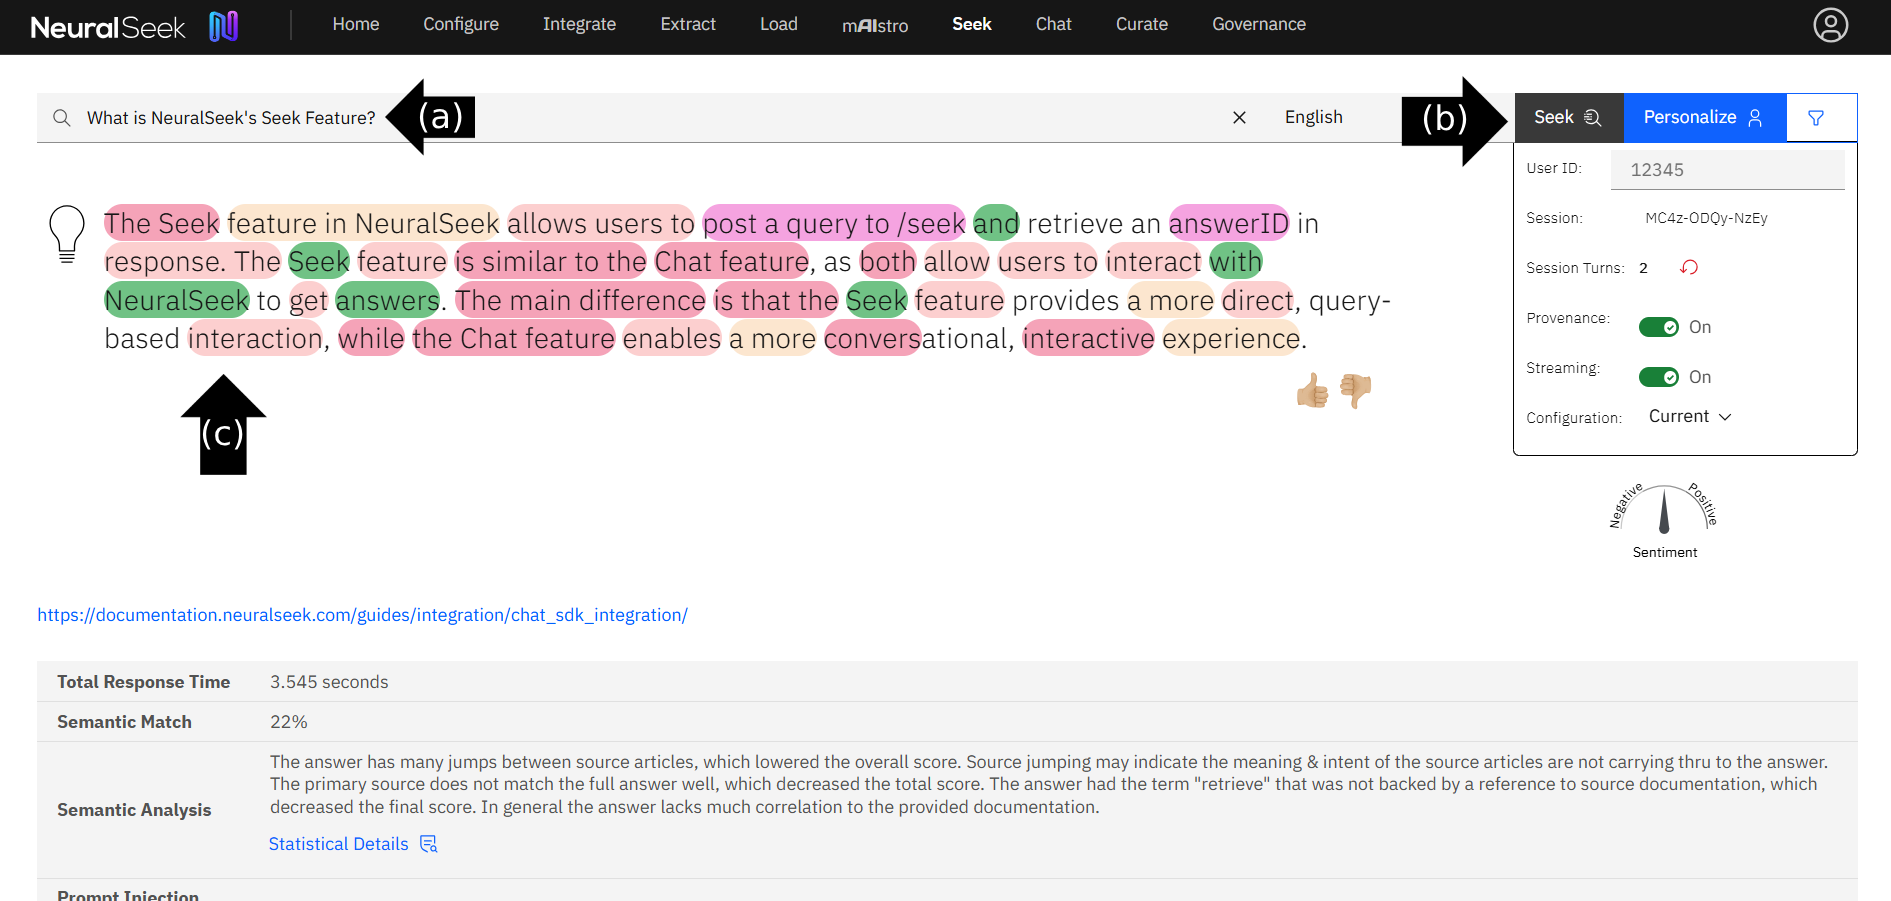 NeuralSeek Home Configure Integrate Extract Load mAIstro Seek Chat Curate Governance
What is NeuralSeek's Seek Feature? (a) English (b) Seek Personalize
User ID: 12345
Session: MC4z-ODQy-NzEy
Session Turns: 2
Provenance: On
Streaming: On
Configuration: Current
The Seek feature in NeuralSeek allows users to post a query to /seek and retrieve an answerID in
response. The Seek feature is similar to the Chat feature, as both allow users to interact with
NeuralSeek to get answers. The main difference is that the Seek feature provides a more direct, query-
based interaction, while the Chat feature enables a more conversational, interactive experience.
(c)
Negative Positive
Sentiment
https://documentation.neuralseek.com/guides/integration/chat_sdk_integration/
Total Response Time 3.545 seconds
Semantic Match 22%
Semantic Analysis
The answer has many jumps between source articles, which lowered the overall score. Source jumping may indicate the meaning & intent of the source articles are not carrying thru to the answer.
The primary source does not match the full answer well, which decreased the total score. The answer had the term "retrieve" that was not backed by a reference to source documentation, which
decreased the final score. In general the answer lacks much correlation to the provided documentation.
Statistical Details
Prompt Injection